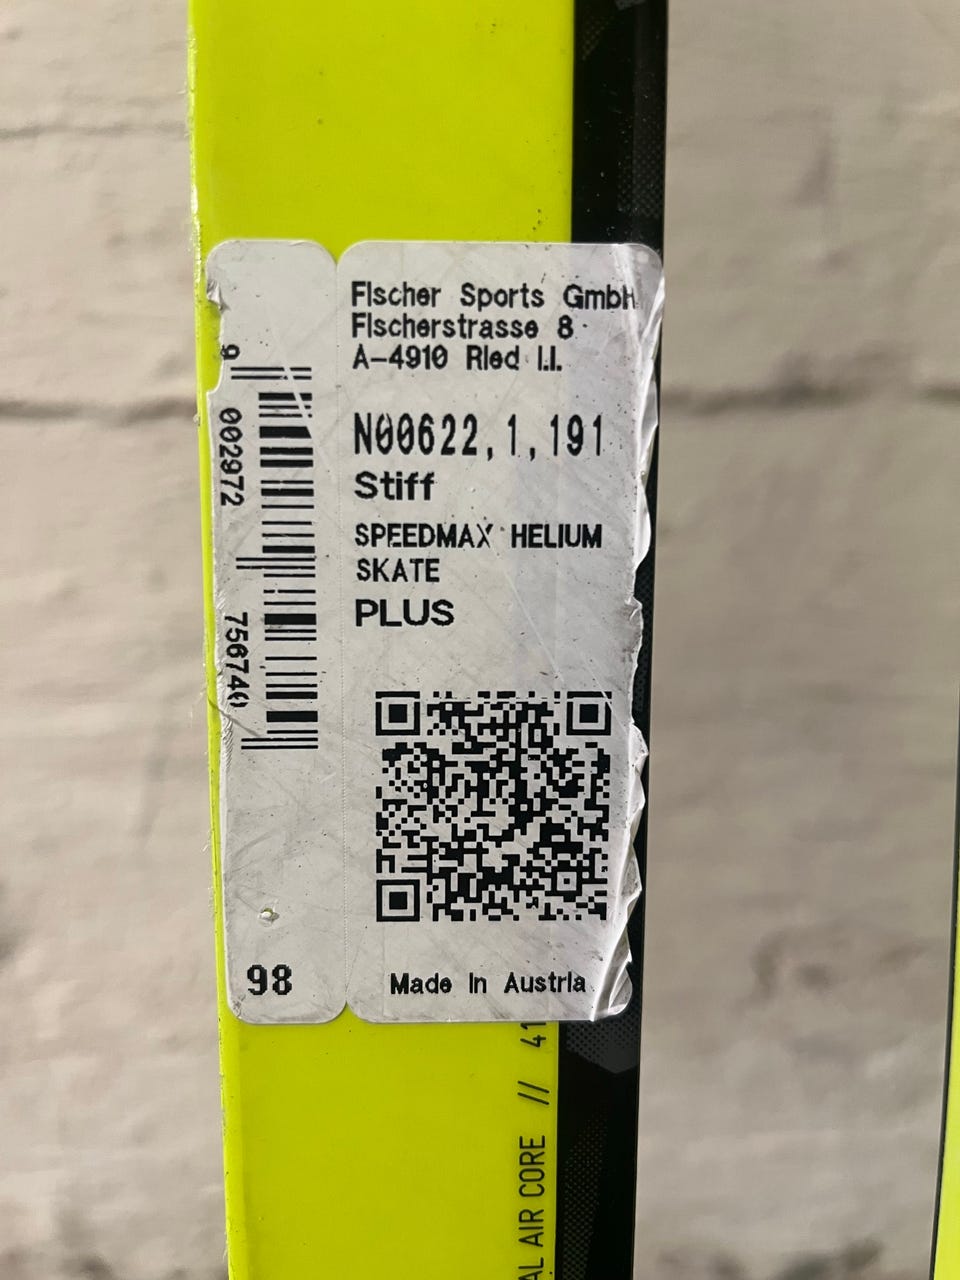 Fischer Sports GmbH
Fischerstrasse 8
A-4910 Ried i.I.
N00622,1,191
Stiff
SPEEDMAX HELIUM
SKATE
PLUS
Made in Austria
9 002972 756740
98
AL AIR CORE // 41